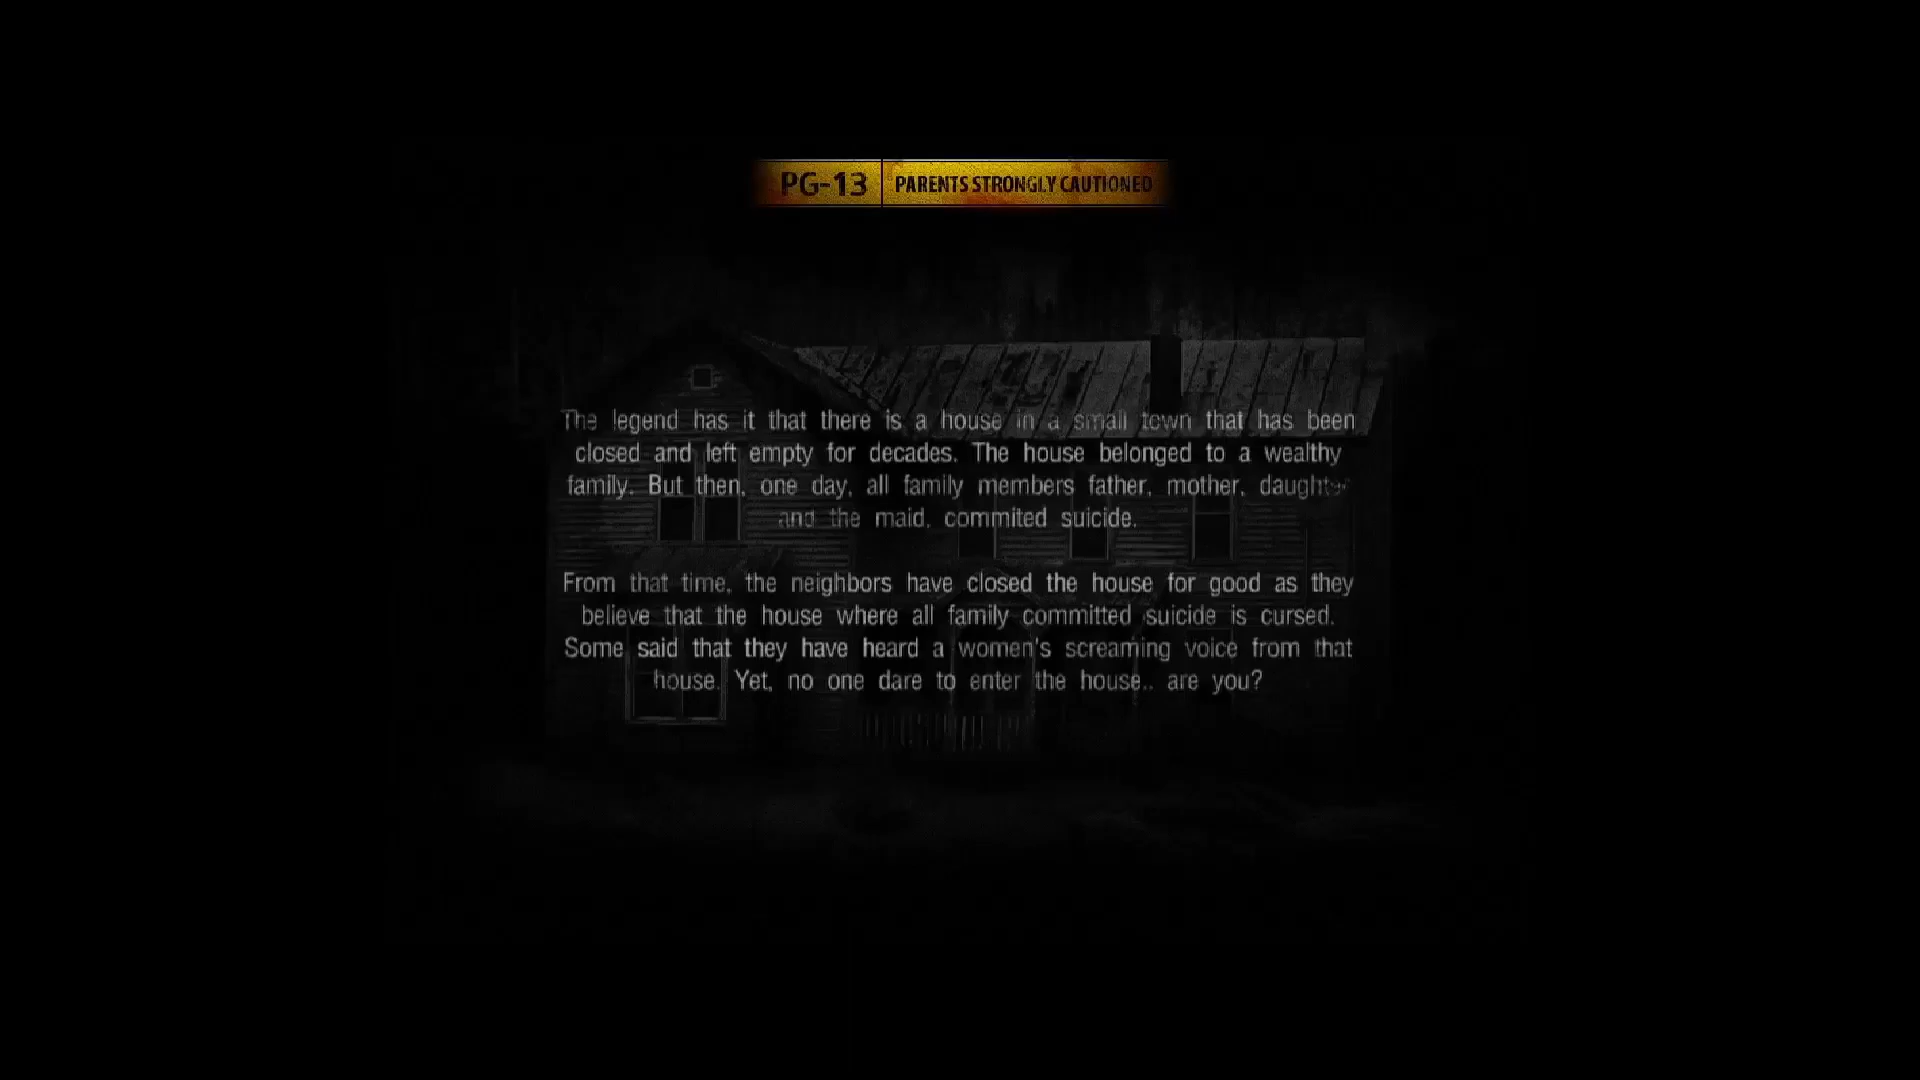 PG-13 PARENTS STRONGLY CAUTIONED
The legend has it that there is a house in a small town that has been
closed and left empty for decades. The house belonged to a wealthy
family. But then, one day, all family members father, mother, daughter
and the maid, commited suicide.
From that time, the neighbors have closed the house for good as they
believe that the house where all family committed suicide is cursed.
Some said that they have heard a women's screaming voice from that
house. Yet, no one dare to enter the house.. are you?